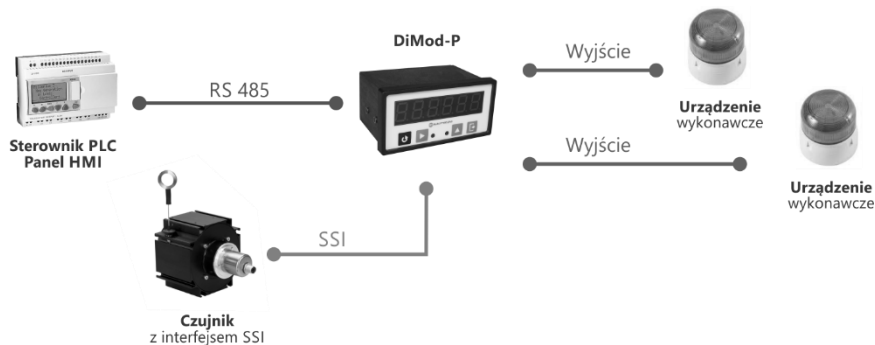 DiMod-P
Wyjście
RS 485
Urządzenie
wykonawcze
Sterownik PLC
Panel HMI
Wyjście
Urządzenie
wykonawcze
SSI
Czujnik
z interfejsem SSI